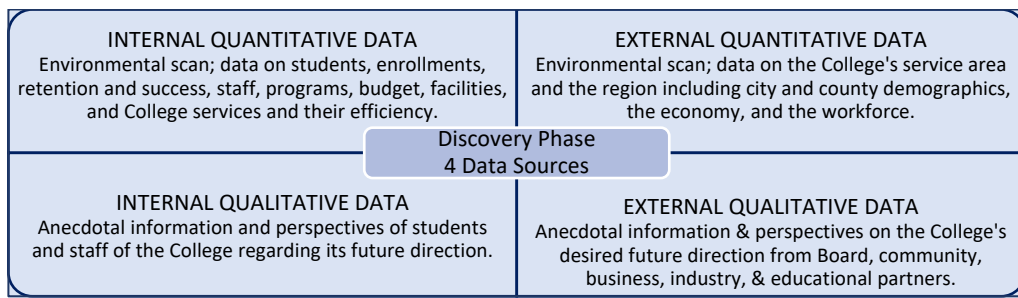 INTERNAL QUANTITATIVE DATA
Environmental scan; data on students, enrollments,
retention and success, staff, programs, budget, facilities,
and College services and their efficiency.
EXTERNAL QUANTITATIVE DATA
Environmental scan; data on the College's service area
and the region including city and county demographics,
the economy, and the workforce.
Discovery Phase
4 Data Sources
INTERNAL QUALITATIVE DATA
Anecdotal information and perspectives of students
and staff of the College regarding its future direction.
EXTERNAL QUALITATIVE DATA
Anecdotal information & perspectives on the College's
desired future direction from Board, community,
business, industry, & educational partners.